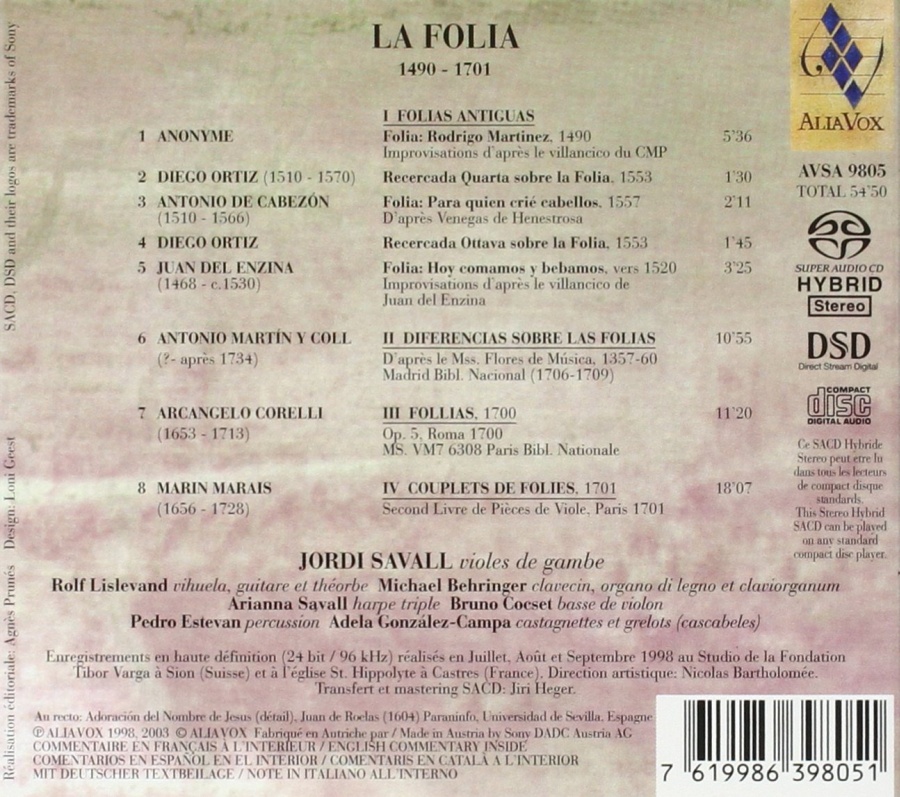 LA FOLIA
1490 - 1701
I FOLIAS ANTIGUAS
1 ANONYME Folia: Rodrigo Martinez, 1490 5'36
Improvisations d'après le villancico du CMP
2 DIEGO ORTIZ (1510 - 1570) Recercada Quarta sobre la Folia, 1553 1'30
3 ANTONIO DE CABEZÓN Folia: Para quien crié cabellos, 1557 2'11
(1510 - 1566) D'après Venegas de Henestrosa
4 DIEGO ORTIZ Recercada Ottava sobre la Folia, 1553 1'45
5 JUAN DEL ENZINA Folia: Hoy comamos y bebamos, vers 1520 3'25
(1468 - c.1530) Improvisations d'après le villancico de
Juan del Enzina
6 ANTONIO MARTÍN Y COLL II DIFERENCIAS SOBRE LAS FOLIAS 10'55
(?- après 1734) D'après le Mss. Flores de Música, 1357-60
Madrid Bibl. Nacional (1706-1709)
7 ARCANGELO CORELLI III FOLLIAS, 1700 11'20
(1653 - 1713) Op. 5, Roma 1700
MS. VM7 6308 Paris Bibl. Nationale
8 MARIN MARAIS IV COUPLETS DE FOLIES, 1701 18'07
(1656 - 1728) Second Livre de Pièces de Viole, Paris 1701
JORDI SAVALL violes de gambe
Rolf Lislevand vihuela, guitare et théorbe Michael Behringer clavecin, organo di legno et claviorganum
Arianna Savall harpe triple Bruno Cocset basse de violon
Pedro Estevan percussion Adela González-Campa castagnettes et grelots (cascabeles)
Enregistrements en haute définition (24 bit / 96 kHz) réalisés en Juillet, Août et Septembre 1998 au Studio de la Fondation
Tibor Varga à Sion (Suisse) et à l'église St. Hippolyte à Castres (France). Direction artistique: Nicolas Bartholomée.
Transfert et mastering SACD: Jiri Heger.
Au recto: Adoración del Nombre de Jesus (détail), Juan de Roelas (1604) Paraninfo, Universidad de Sevilla, Espagne
℗ ALIAVOX 1998, 2003 © ALIAVOX Fabriqué en Autriche par / Made in Austria by Sony DADC Austria AG
COMMENTAIRE EN FRANÇAIS À L'INTÉRIEUR / ENGLISH COMMENTARY INSIDE
COMENTARIOS EN ESPAÑOL EN EL INTERIOR / COMENTARIS EN CATALÀ A L'INTERIOR
MIT DEUTSCHER TEXTBEILAGE / NOTE IN ITALIANO ALL'INTERNO
ALIAVOX
AVSA 9805
TOTAL 54'50
SUPER AUDIO CD
HYBRID
Stereo
DSD
Direct Stream Digital
COMPACT
disc
DIGITAL AUDIO
Ce SACD Hybride
Stereo peut etre lu
dans tous les lecteurs
de compact disque
standards.
This Stereo Hybrid
SACD can be played
on any standard
compact disc player.
7 619986 398051
SACD, DSD and their logos are trademarks of Sony
Réalisation éditoriale: Agnès Prunés Design: Loni Geest